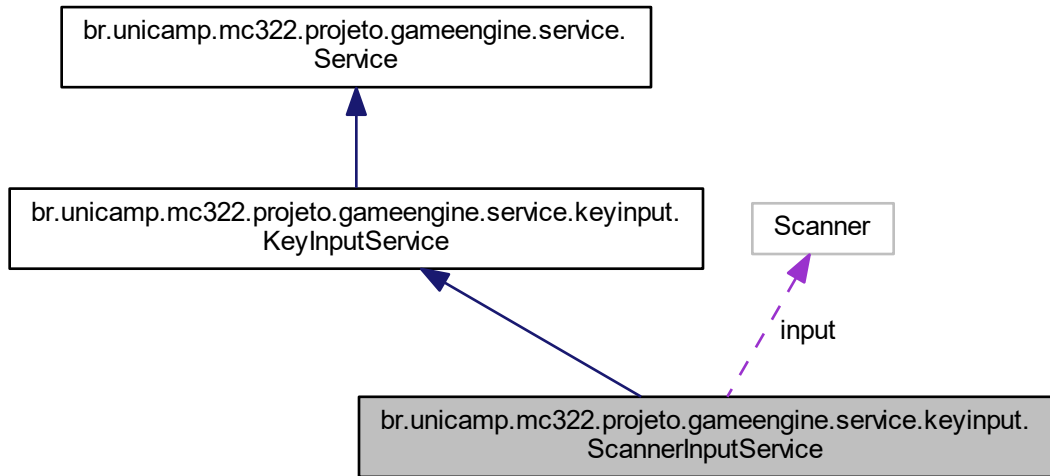 br.unicamp.mc322.projeto.gameengine.service.
Service
br.unicamp.mc322.projeto.gameengine.service.keyinput.
KeyInputService
Scanner
input
br.unicamp.mc322.projeto.gameengine.service.keyinput.
ScannerInputService